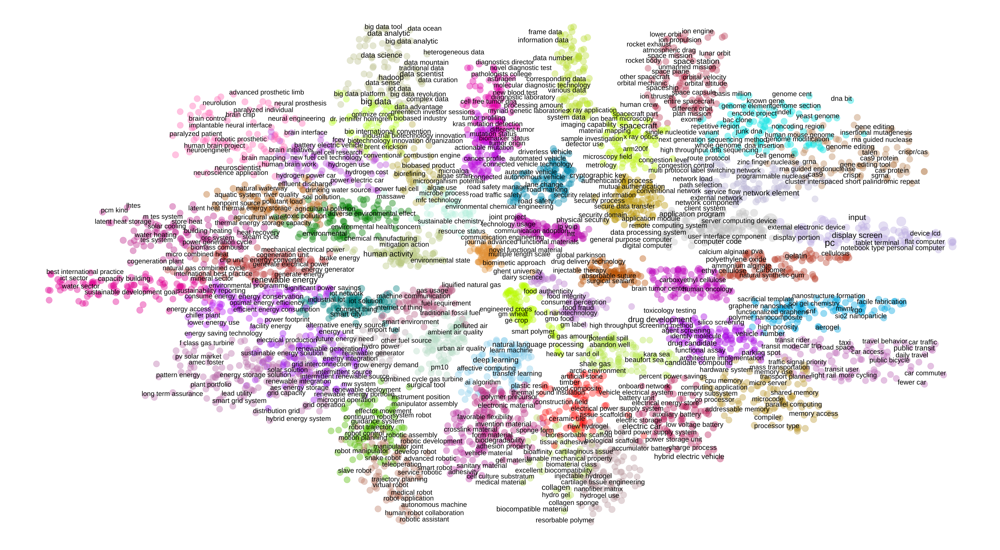 big data tool
data ocean
data analytic
big data analytic
heterogeneous data
data science
data mountain
traditional data
data scientist
hadoop
data curation
data sense
iot data
big data platform
big data revolution
complex data
big data
data advantage
optimize crop
greentech investor sessions
dr. jennifer holmgren
biobased industry
bio international convention
industrial biotechnology innovation
biotechnology innovation organization
brent erickson
frame data
information data
data number
diagnostics director
novel diagnostic test
pathologists college
asuragen
corresponding data
molecular diagnostic technology
various data
new blood test
diagnostic laboratory
cell free tumor dna
processing amount
myriad genetic laboratories
x ray application
tumor profiling
system data
kras mutation detection
different tumor
mutation status
biomarker status
tumor origin
actionable mutation
cancer profile
ion engine
lower orbit
ion propulsion
rocket exhaust
atmospheric drag
space mission
lunar orbit
rocket body
space station
unmanned mission
space plane
other spacecraft
orbital velocity
orbital mechanic
orbital altitude
spaceship
space capsule
basis million
ion thruster
entire spacecraft
human crew
different orbit
spacecraft part
plan mission
exome
ion beam microscopy
imaging capability
spacecraft
material mapping
single nucleotide variant
x ray optics
sample investigation
detector use
next generation sequencing method
arm200f
high throughput dna sequencing
microscopy field
metrology
genome cent
dna bit
known gene
genome element
genome section
encode project
indel
yeast genome
bac clone
repetitive region
noncoding region
junk dna
human mouse genome
genome modification
whole genome
dna insertion
cell genome
gene editing
insertional mutagenesis
rna guided nuclease
genome editing
talen
crispr/cas
cas9 protein
zinc finger nuclease
grna
gene editing tool
rna guided endonuclease
cas protein
programmable nuclease
cas9
crispr
sgrna
cluster interspaced short palindromic repeat
advanced prosthetic limb
neurolution
neural prosthesis
paralyzed individual
brain chip
brain control
neural engineering
implantable neural interface
paralyzed patient
brain interface
robotic prosthetic
human brain project
neuroengineer
brain initiative
brain mapping
human brain work
neuroscientist
neuroscience application
fcev
battery electric vehicle
fuel cell research
new fuel cell technology
conventional combustion engine
hydrogen use
hydrogen cost
hydrogen power car
power electric car
power fuel cell
biobased product
biorefining
microalga
algae strain
microorganism potential
algae use
microbe process
massawe
mfc technology
environmental chemical engineering
sustainable chemistry
resource status
driverless vehicle
automated vehicle
connected vehicle technology
automate vehicle
connected autonomous vehicle
lane change
road safety manager
road marking
road traffic safety
road safety
congestion level
route protocol
congestion control
multi protocol label switching network
network load
path selection
service flow
network element
external network
conventional network
network component
client system
cryptographic key
authentication process
mutual authentication
security related information
security process
secure data transfer
security domain
physical security
application module
application program
server computing device
remote computing system
data processing system
user interface component
general purpose computer
computer code
digital computer
input
external electronic device
display portion
display screen
device lcd
pc
tablet terminal
flat computer
notebook type personal computer
effluent discharge
natural waterway
drinking water source
aquatic system
river quality
soil pollution
nonpoint source
pollutant load
agricultural pollution
agricultural water
toxic pollution
adverse environmental effect
environmental health concern
environmental
chemical manufacturing
mitigation action
human activity
environmental state
lhtes
pcm kind
latent heat thermal energy storage
m tes system
latent heat storage
store heat
solar cooling
thermal energy storage capacity
building heating
heat recovery
water heating
orc system
steam cycle
tes system
power generation cycle
biomass combustor
mechanical electrical power
micro combined heat
cogeneration unit
chp unit
energy converter
brake energy
cogeneration plant
generate electrical power
natural gas combined cycle
energy generator
international best practice
generate energy
mineral sector
renewable energy
best international practice
ict sector
capacity building
water sector
sustainable development goal
sustainability reporting
environmental programme
significant power savings
consume energy
energy conservation
optimal energy efficiency
energy access
efficient energy consumption
chiller plant
lower energy use
power footprint
facility energy
energy saving technology
iot network
industrial iot
iot solution
machine communication
connect thing
internet of thing
smart city
smart environment
gas usage
liquified natural gas
fuel requirement
traditional fossil fuel
joint project
technology usage
communication adoption
ip voip
ntt
communication engineering
journal advanced functional materials
novel functional material
multiple length scale
biomimetic approach
global parkinson
drug delivery technology
ghent university
injectable therapy
dairy science
absorbable suture
surgical sealant
calcium alginate
pva
polyethylene oxide
gelatin
cellulosis
ammonium alginate
ethyl cellulose
carbomer
natural synthetic gum
carboxyethyl cellulose
brain tumor center
human oncology
food authenticity
food integrity
consumer perception
food fraud
engineered crops
food nanotechnology
gm wheat
gmo food
ge crop
gm label
smart polymer
oil gas amount
toxicology testing
drug development
high throughput screening method
silico screening
agent screening
identify molecule
drug candidate
functional assay
architecture implementation
candidate compound
sacrificial template
nanostructure formation
sol gel chemistry
facile fabrication
graphene nanosheet
functionalized graphene
cnf
mwnt
rgo
polymer nanocomposite
sio2 nanoparticle
high porosity
aerogel
vehicle number
transit rider
transit mode
car trip
taxi
road space
travel behavior
car traffic
public transit
car access
daily travel
parking spot
public bicycle
traffic signal priority
mass transportation
transit user
transport planner
light rail
more cycling
car commuter
fewer car
hardware system
memory use
cpu memory
micro server
computing application
memory subsystem
shared memory
co processor
microcode
parallel computing
addressable memory
memory access
compiler
processor type
alternative energy source
import fuel
energy unit
electrical production
future energy need
other fuel source
hydro power
renewable generation
sustainable energy solution
renewable generator
energy integration
grid interconnection
grow energy demand
solar solution
intermittent source
energy storage solution
intermittent renewable source
renewable integration
combined cycle gas turbine
mw system
aes energy storage
renewable deployment
grid capacity
renewable energy portfolio
microgrid operation
grid operation
f class gas turbine
pv solar market
amec foster
pattern energy
plant portfolio
long term assurance
lead utility
smart grid system
distribution grid
hybrid energy system
polluted air
ambient air quality
urban air quality
pm10
natural language processing
learn machine
deep learning
affective computing
transfer learning
ai algorithm
potential spill
abandon well
heavy tar sand oil
kara sea
beaufort sea
shale gas
arctic environment
artificial stone
timber
plastic resin
wood composite
thermal sound insulation
construction field
ceramic tile
percent power savings
onboard network
vehicle electrical system
battery unit
electrical energy store
electrical power supply system
tissue scaffolding
auxiliary battery
electric storage
electric car
low voltage battery
new hydrogel
on board power supply system
bioresorbable scaffold
power storage unit
accumulator battery
charge process
hybrid electric vehicle
surgical tool
instrument position
manipulator assembly
effector movement
continuum robot
system robot
guidance system
robot trajectory
robot control
robotic assembly
motion planning
robotic development
manipulator joint
robot manipulator
develop robot
snake robot
advanced robotic
teleoperation
smart robot
slave robot
service robotic
trajectory planning
virtual robot
medical robot
robot application
autonomous machine
human robot collaboration
robotic assistant
polymer precursor
electronic material
favorable flexibility
invention material
crosslink material
sponge form
form material
biodegradability
adhesion property
vehicle material
gel material
sanitary material
adhesivity
cell culture substratum
medical material
tissue adhesive
biological scaffold
bioaffinity
cartilaginous tissue
tunable mechanical property
biomaterial class
excellent biocompatibility
injectable hydrogel
cartilage tissue engineering
collagen
nanofiber matrix
hydro gel
hydrogel use
collagen sponge
biocompatible material
resorbable polymer